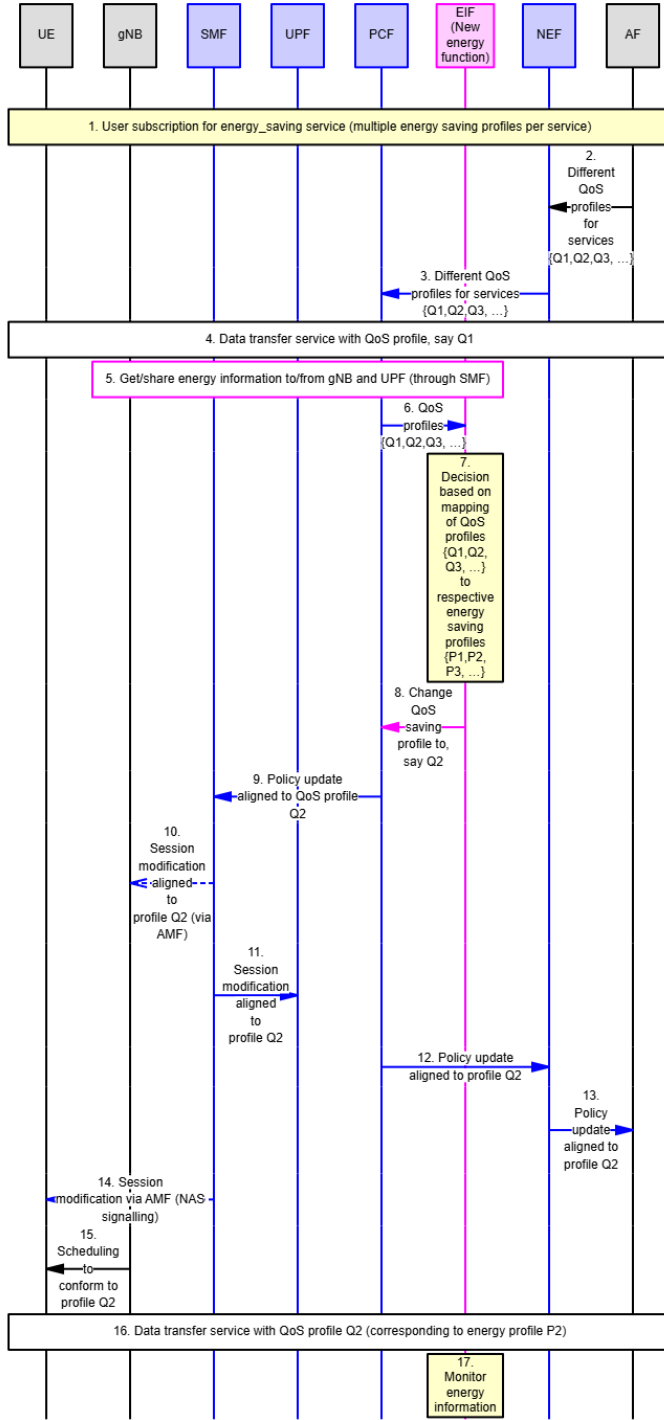 UE
gNB
SMF
UPF
PCF
EIF
(New
energy
function)
NEF
AF
1. User subscription for energy_saving service (multiple energy saving profiles per service)
2.
Different
QoS
profiles
for
services
{Q1,Q2,Q3, ...}
3. Different QoS
profiles for services
{Q1,Q2,Q3, ...}
4. Data transfer service with QoS profile, say Q1
5. Get/share energy information to/from gNB and UPF (through SMF)
6. QoS
profiles
{Q1,Q2,Q3, ...}
7.
Decision
based on
mapping
of QoS
profiles
{Q1,Q2,
Q3, ...}
to
respective
energy
saving
profiles
{P1,P2,
P3, ...}
8. Change
QoS
saving
profile to,
say Q2
9. Policy update
aligned to QoS profile
Q2
10.
Session
modification
aligned
to
profile Q2 (via
AMF)
11.
Session
modification
aligned
to
profile Q2
12. Policy update
aligned to profile Q2
13.
Policy
update
aligned to
profile Q2
14. Session
modification via AMF (NAS
signalling)
15.
Scheduling
to
conform to
profile Q2
16. Data transfer service with QoS profile Q2 (corresponding to energy profile P2)
17.
Monitor
energy
information